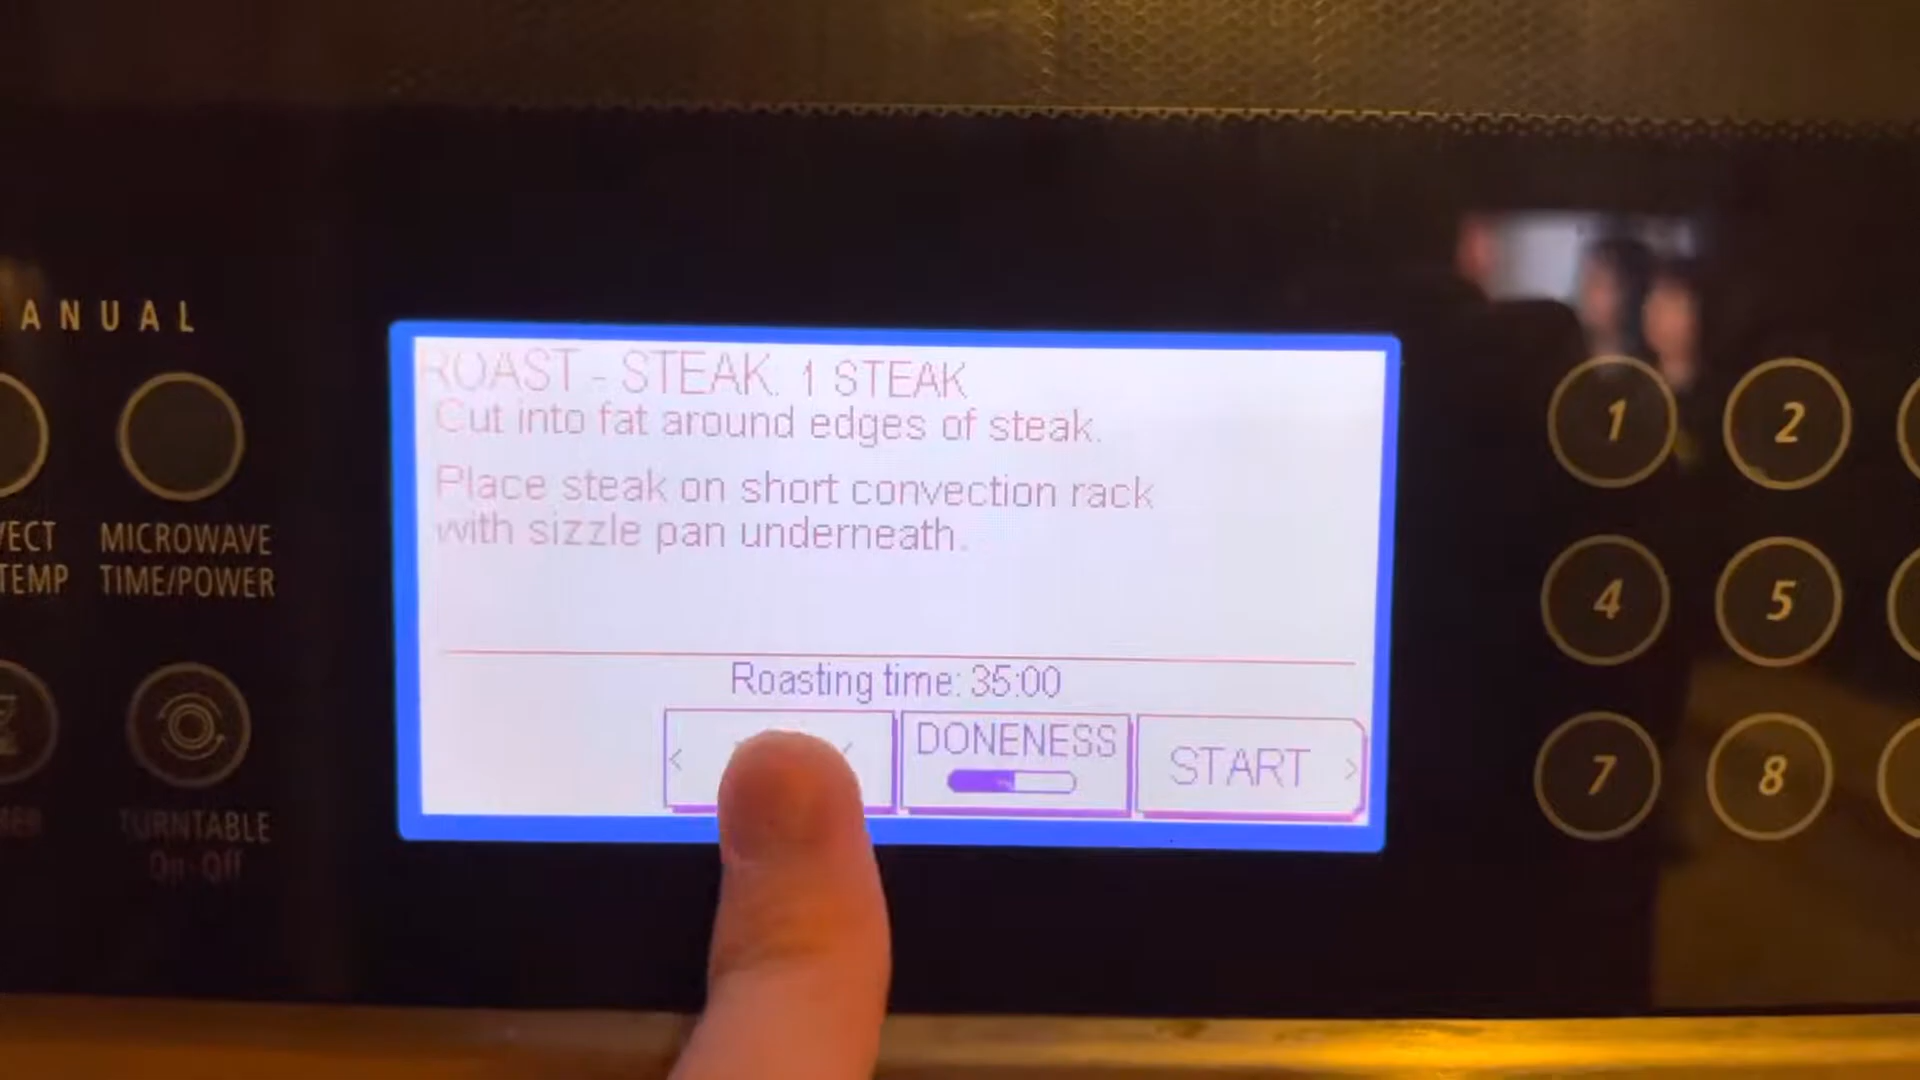 ANUAL
ROAST - STEAK. 1 STEAK
Cut into fat around edges of steak.
Place steak on short convection rack
with sizzle pan underneath.
Roasting time: 35:00
<
DONENESS
START >
TEMP
MICROWAVE
TIME/POWER
TURNTABLE
On·Off
1
2
4
5
7
8